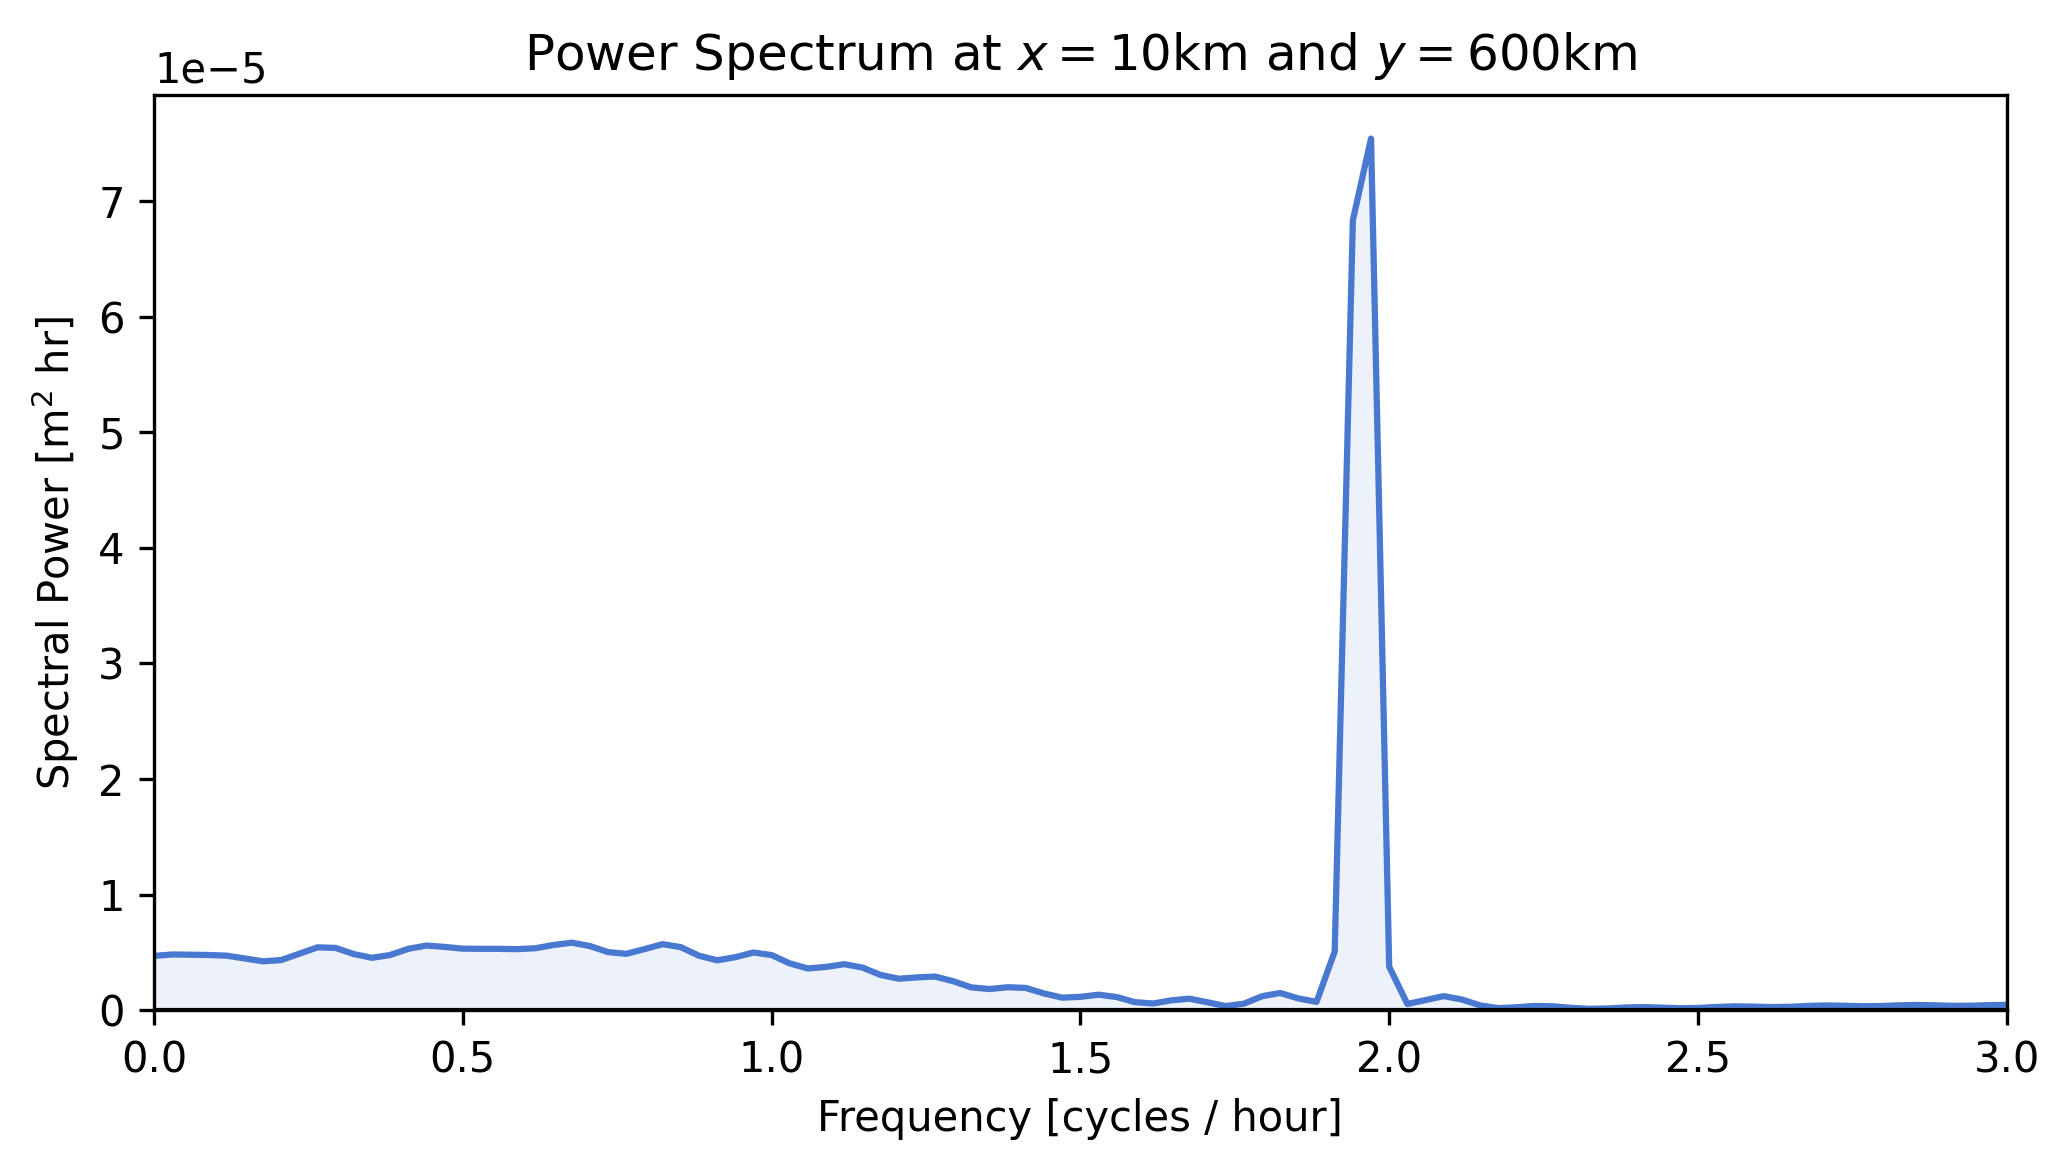 Power Spectrum at x = 10km and y = 600km
1e−5
7
6
5
4
3
2
1
0
Spectral Power [m² hr]
0.0 0.5 1.0 1.5 2.0 2.5 3.0
Frequency [cycles / hour]